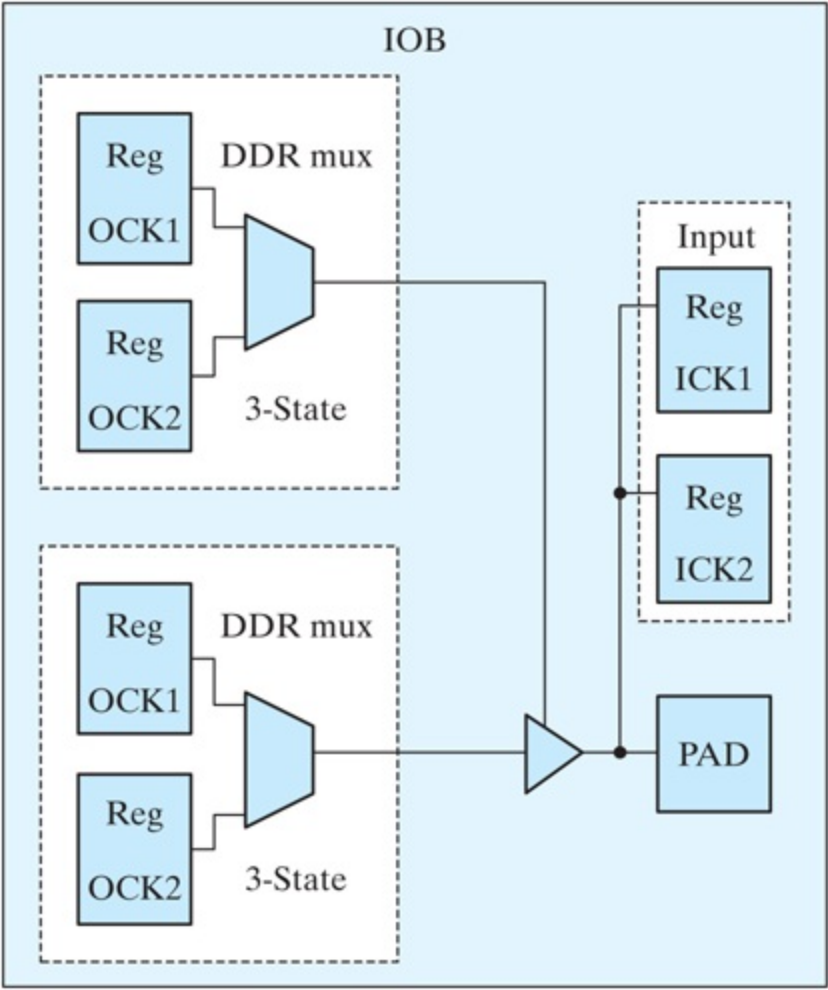 IOB
Reg
OCK1
DDR mux
Reg
OCK2
3-State
Input
Reg
ICK1
Reg
ICK2
Reg
OCK1
DDR mux
Reg
OCK2
3-State
PAD